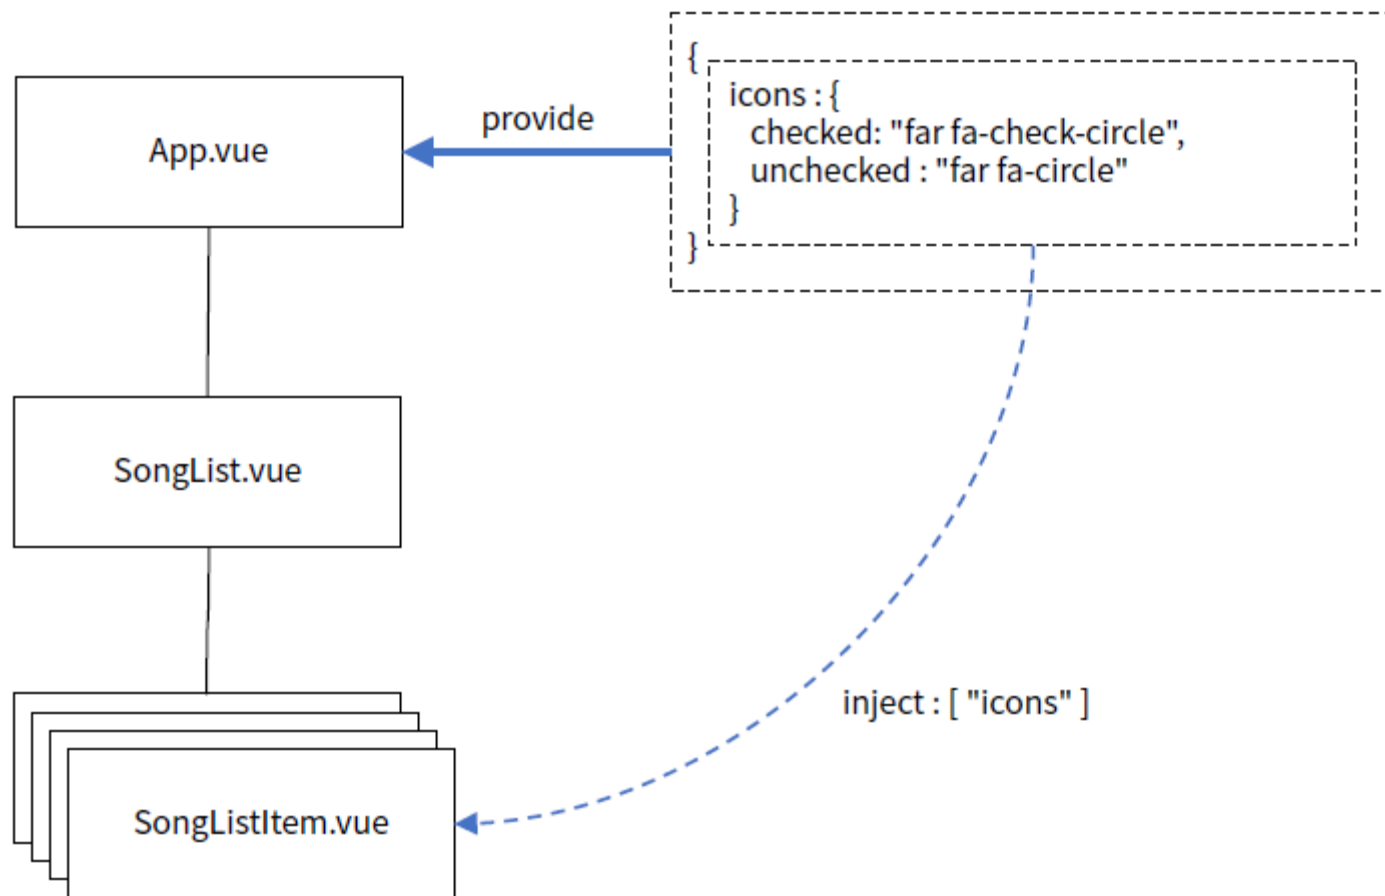 {
icons : {
checked: "far fa-check-circle",
unchecked : "far fa-circle"
}
}
provide
App.vue
SongList.vue
inject : [ "icons" ]
SongListItem.vue